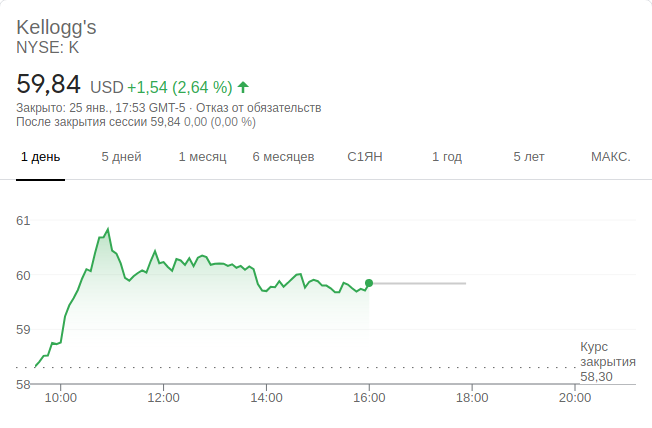 Kellogg's
NYSE: K
59,84 USD +1,54 (2,64 %)
Закрыто: 25 янв., 17:53 GMT-5 · Отказ от обязательств
После закрытия сессии 59,84 0,00 (0,00 %)
1 день 5 дней 1 месяц 6 месяцев С1ЯН 1 год 5 лет МАКС.
61
60
59
Курс
закрытия
58,30
58
10:00 12:00 14:00 16:00 18:00 20:00